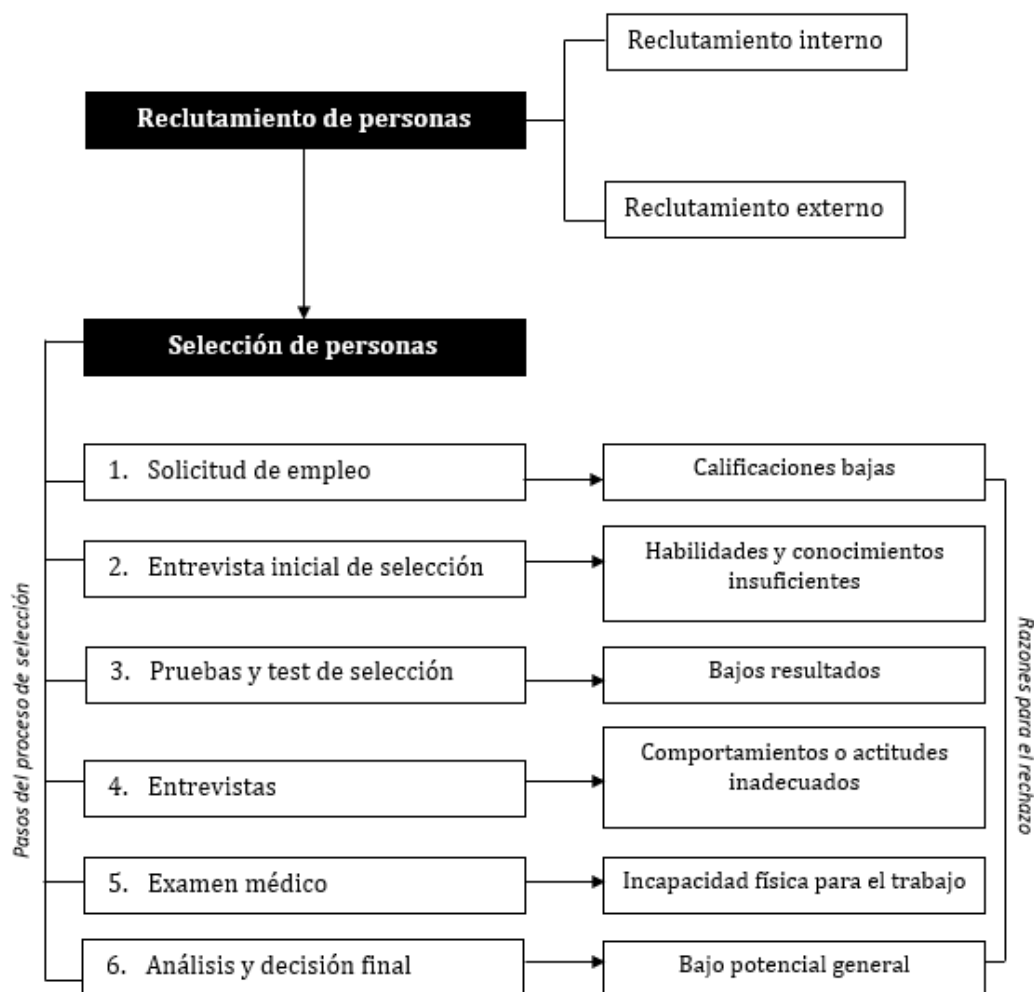 Reclutamiento interno
Reclutamiento de personas
Reclutamiento externo
Selección de personas
1. Solicitud de empleo
Calificaciones bajas
2. Entrevista inicial de selección
Habilidades y conocimientos
insuficientes
3. Pruebas y test de selección
Bajos resultados
4. Entrevistas
Comportamientos o actitudes
inadecuados
5. Examen médico
Incapacidad física para el trabajo
6. Análisis y decisión final
Bajo potencial general
Pasos del proceso de selección
Razones para el rechazo